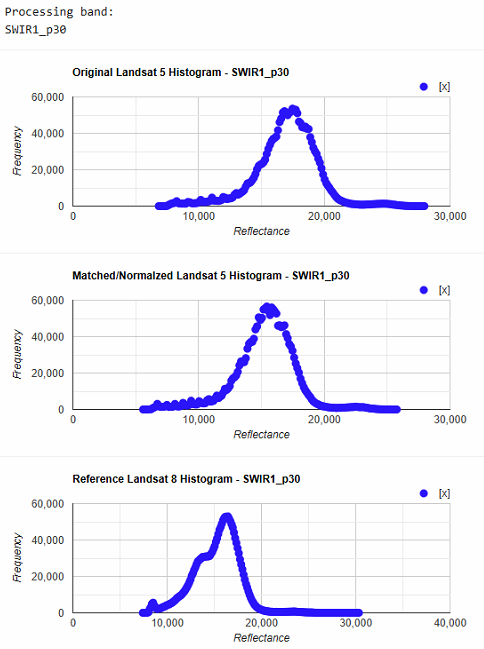 Processing band:
SWIR1_p30
Original Landsat 5 Histogram - SWIR1_p30
[x]
60,000
40,000
20,000
0
Frequency
0 10,000 20,000 30,000
Reflectance
Matched/Normalzed Landsat 5 Histogram - SWIR1_p30
[x]
60,000
40,000
20,000
0
Frequency
0 10,000 20,000 30,000
Reflectance
Reference Landsat 8 Histogram - SWIR1_p30
[x]
60,000
40,000
20,000
0
Frequency
0 10,000 20,000 30,000 40,000
Reflectance